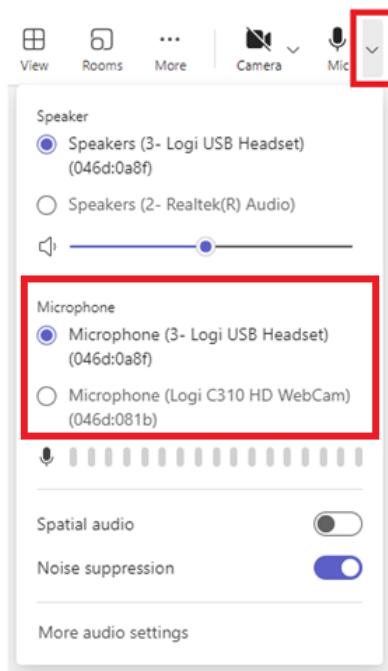 View Rooms More Camera Mic
Speaker
Speakers (3- Logi USB Headset)
(046d:0a8f)
Speakers (2- Realtek(R) Audio)
Microphone
Microphone (3- Logi USB Headset)
(046d:0a8f)
Microphone (Logi C310 HD WebCam)
(046d:081b)
Spatial audio
Noise suppression
More audio settings